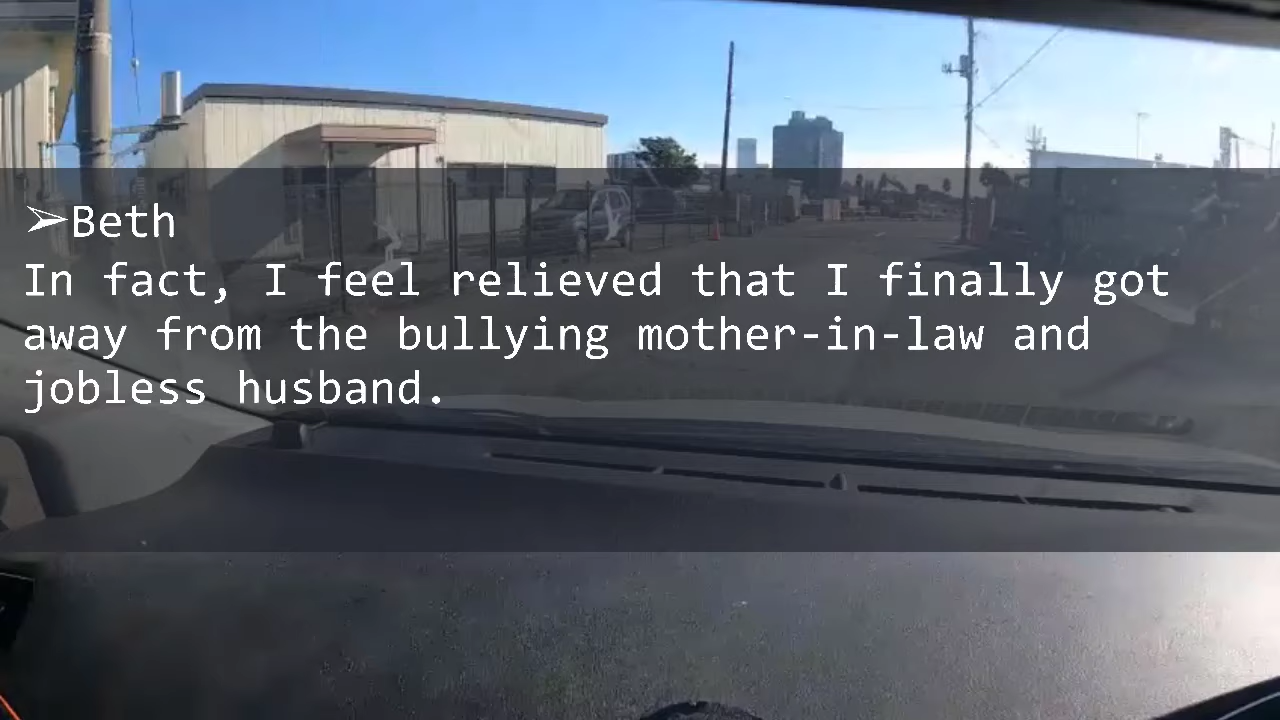 ➢Beth
In fact, I feel relieved that I finally got
away from the bullying mother-in-law and
jobless husband.